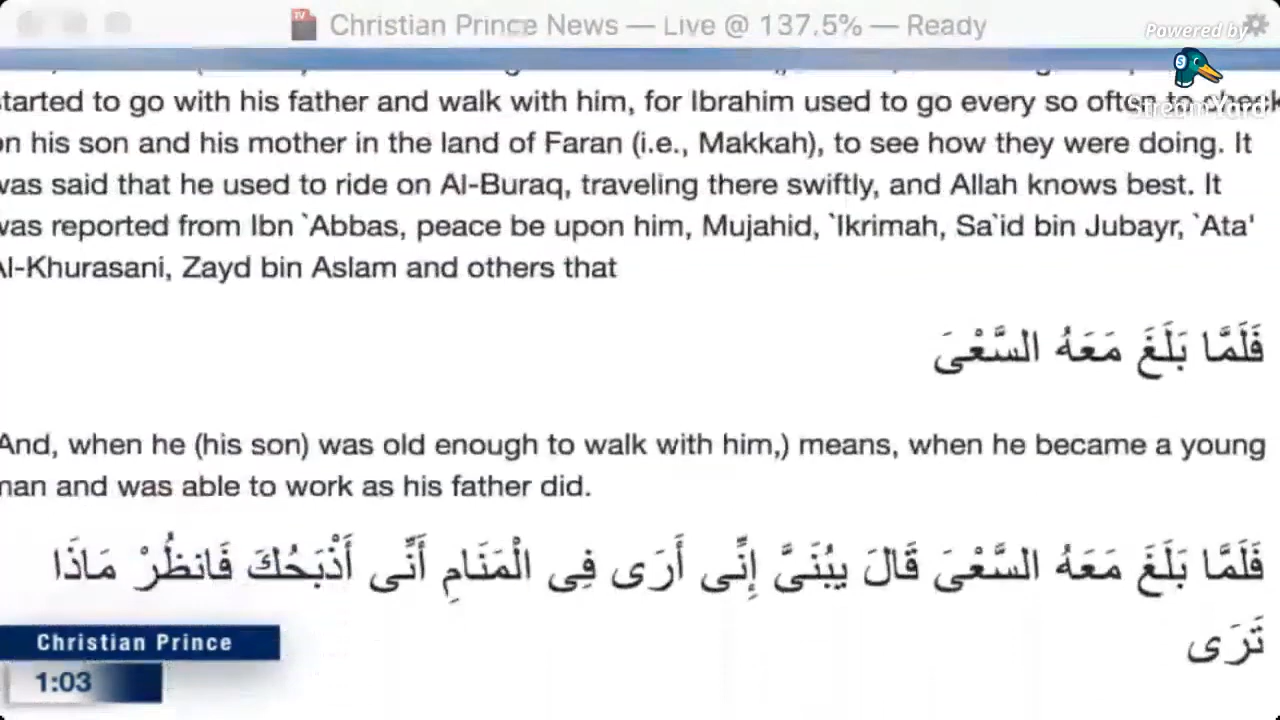 Christian Prince News — Live @ 137.5% — Ready
Powered by
StreamYard
tarted to go with his father and walk with him, for Ibrahim used to go every so often to check
n his son and his mother in the land of Faran (i.e., Makkah), to see how they were doing. It
was said that he used to ride on Al-Buraq, traveling there swiftly, and Allah knows best. It
was reported from Ibn `Abbas, peace be upon him, Mujahid, `Ikrimah, Sa`id bin Jubayr, `Ata'
Al-Khurasani, Zayd bin Aslam and others that
فَلَمَّا بَلَغَ مَعَهُ السَّعْىَ
And, when he (his son) was old enough to walk with him,) means, when he became a young
man and was able to work as his father did.
فَلَمَّا بَلَغَ مَعَهُ السَّعْىَ قَالَ يبُنَىَّ إِنِّى أَرَى فِى الْمَنَامِ أَنِّى أَذْبَحُكَ فَانظُرْ مَاذَا
تَرَى
Christian Prince
1:03